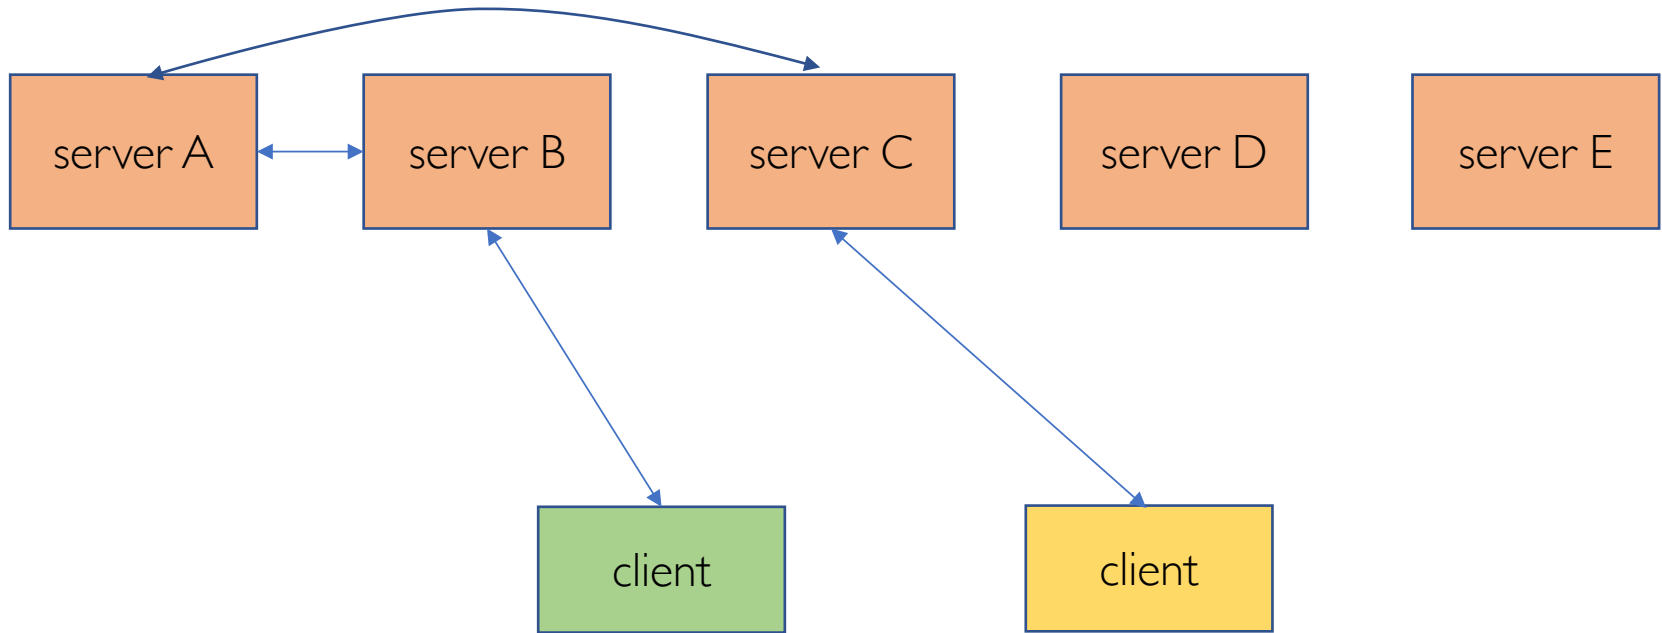 server A
server B
server C
server D
server E
client
client